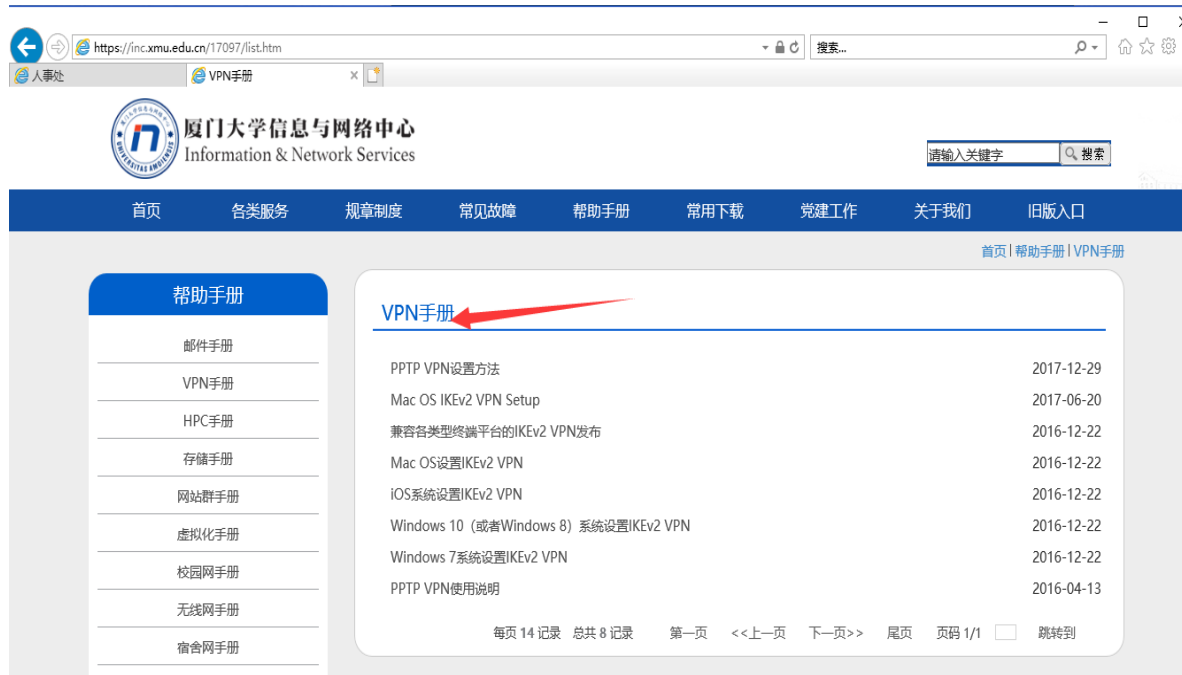 https://inc.xmu.edu.cn/17097/list.htm
搜索...
人事处
VPN手册
厦门大学信息与网络中心
Information & Network Services
请输入关键字
搜索
首页 各类服务 规章制度 常见故障 帮助手册 常用下载 党建工作 关于我们 旧版入口
首页 | 帮助手册 | VPN手册
帮助手册
邮件手册
VPN手册
HPC手册
存储手册
网站群手册
虚拟化手册
校园网手册
无线网手册
宿舍网手册
VPN手册
PPTP VPN设置方法 2017-12-29
Mac OS IKEv2 VPN Setup 2017-06-20
兼容各类型终端平台的IKEv2 VPN发布 2016-12-22
Mac OS设置IKEv2 VPN 2016-12-22
iOS系统设置IKEv2 VPN 2016-12-22
Windows 10（或者Windows 8）系统设置IKEv2 VPN 2016-12-22
Windows 7系统设置IKEv2 VPN 2016-12-22
PPTP VPN使用说明 2016-04-13
每页 14 记录 总共 8 记录 第一页 <<上一页 下一页>> 尾页 页码 1/1 跳转到